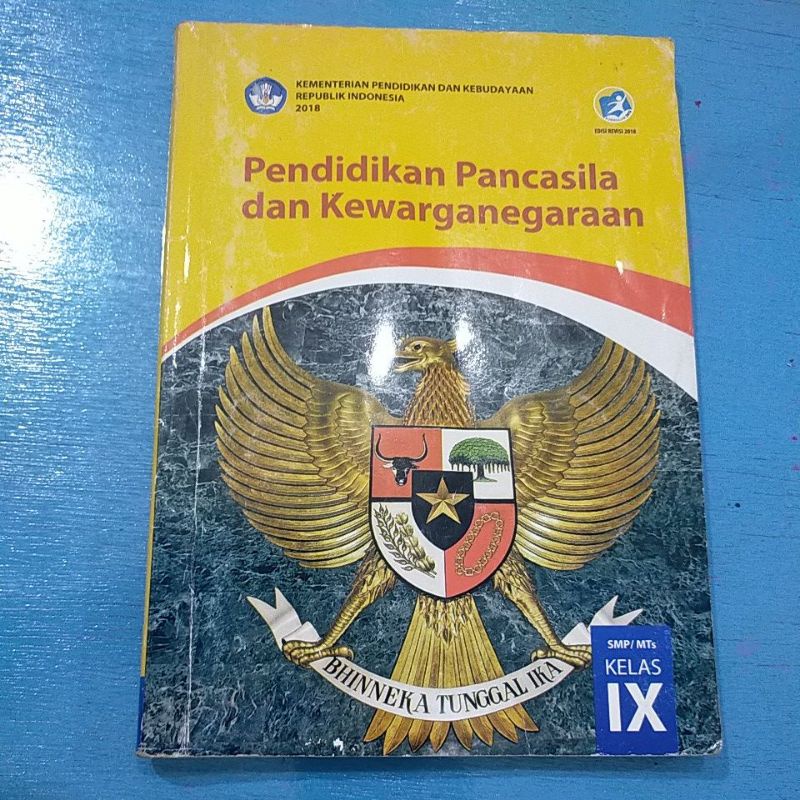 KEMENTERIAN PENDIDIKAN DAN KEBUDAYAAN
REPUBLIK INDONESIA
2018
EDISI REVISI 2018
Pendidikan Pancasila
dan Kewarganegaraan
BHINNEKA TUNGGAL IKA
SMP/MTs
KELAS
IX